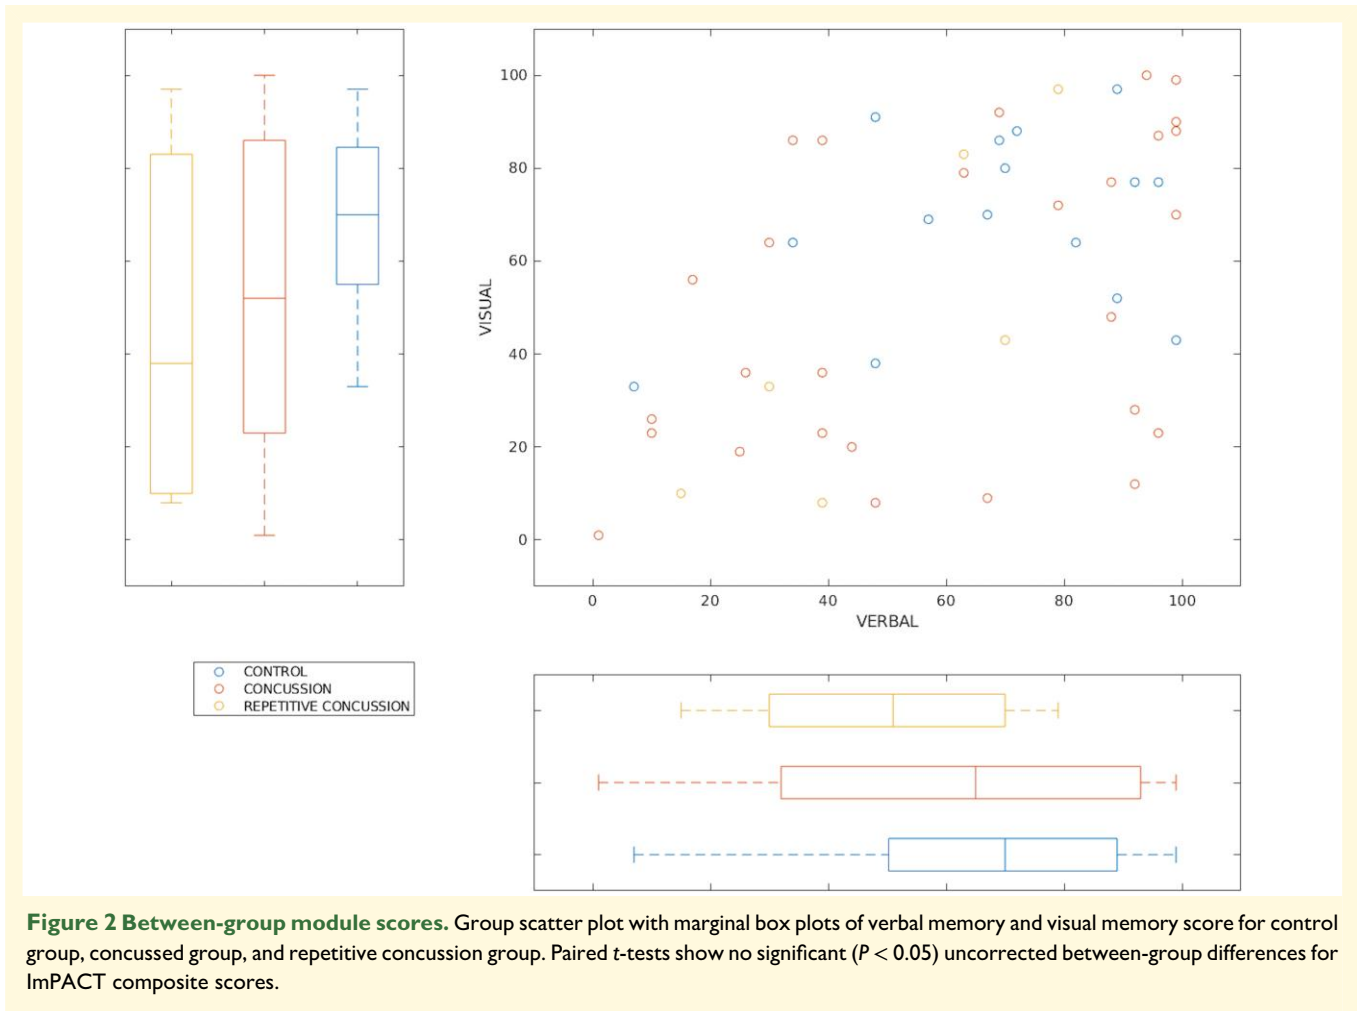 100
80
60
40
20
0
VISUAL
0 20 40 60 80 100
VERBAL
CONTROL
CONCUSSION
REPETITIVE CONCUSSION
Figure 2 Between-group module scores. Group scatter plot with marginal box plots of verbal memory and visual memory score for control
group, concussed group, and repetitive concussion group. Paired t-tests show no significant (P < 0.05) uncorrected between-group differences for
ImPACT composite scores.